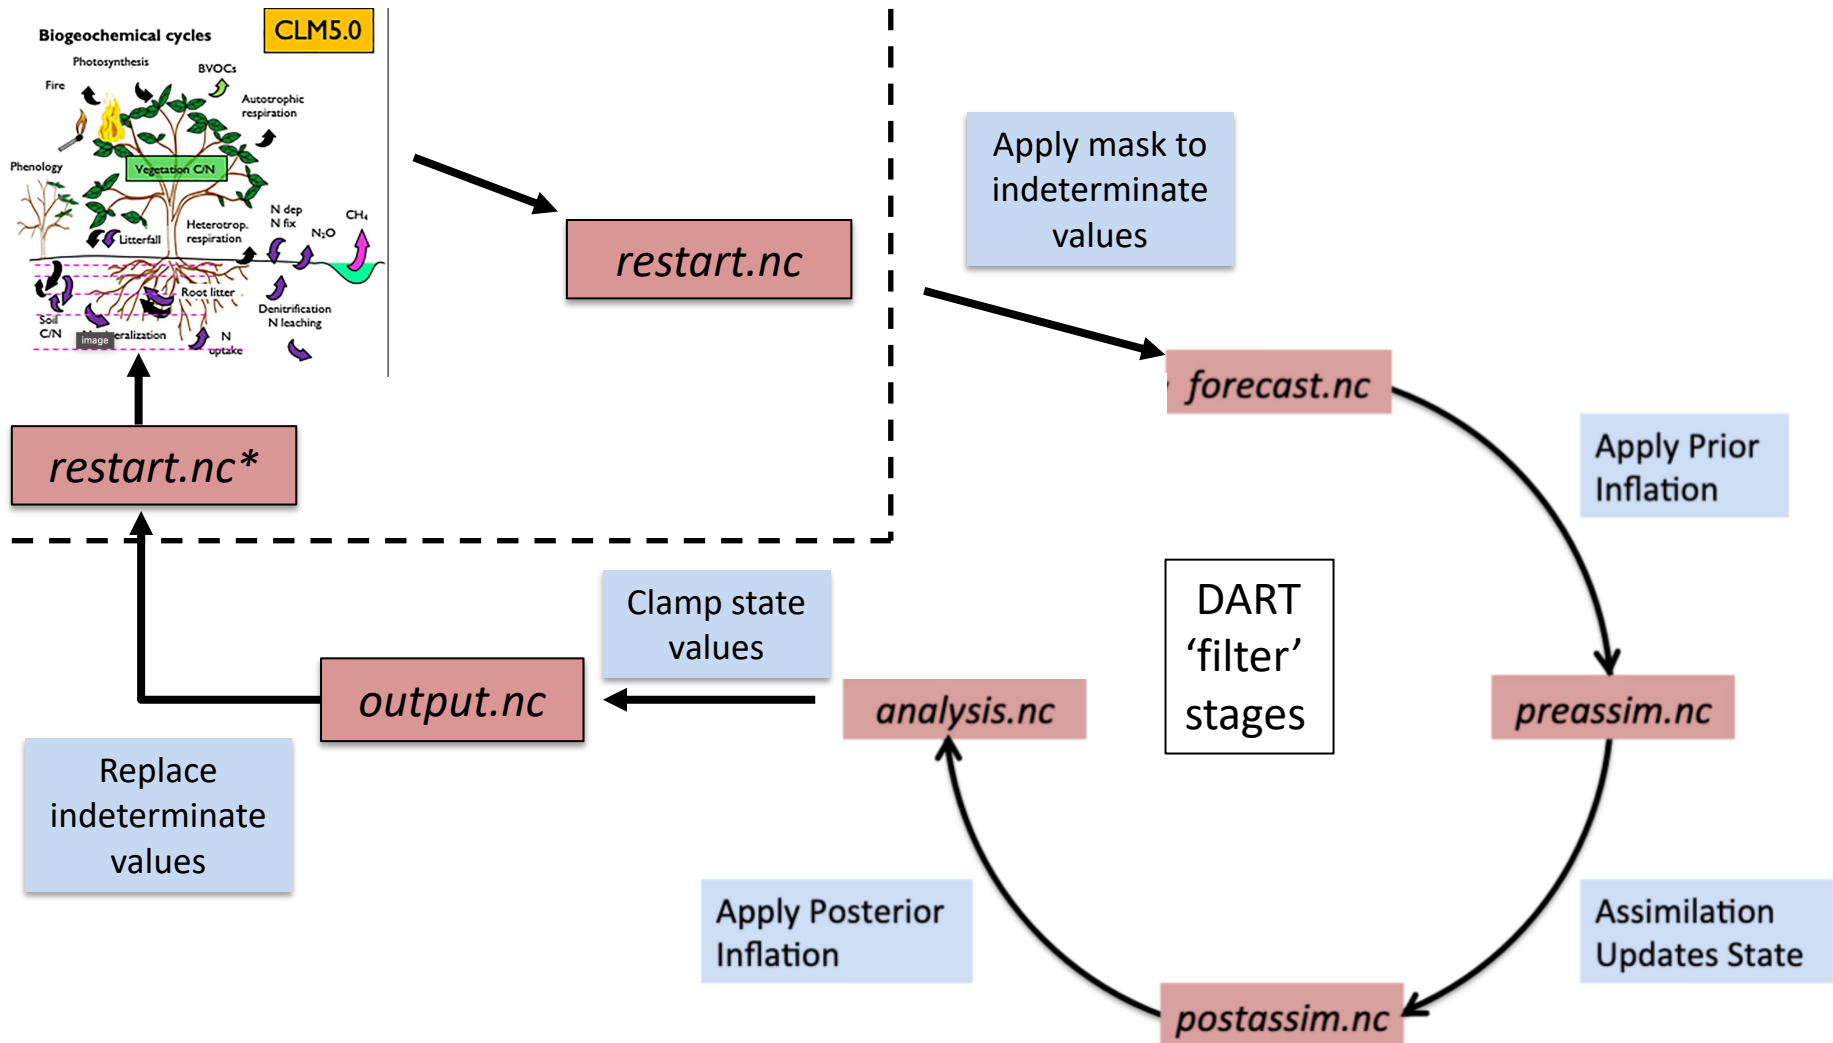 Biogeochemical cycles
CLM5.0
Photosynthesis
BVOCs
Fire
Autotrophic
respiration
Phenology
Vegetation C/N
Heterotrop.
respiration
N dep
N fix
N₂O
CH₄
Litterfall
Root litter
Denitrification
N leaching
Soil
C/N
image
N
uptake
restart.nc
Apply mask to
indeterminate
values
forecast.nc
Apply Prior
Inflation
preassim.nc
Assimilation
Updates State
postassim.nc
Apply Posterior
Inflation
analysis.nc
DART
‘filter’
stages
Clamp state
values
output.nc
Replace
indeterminate
values
restart.nc*